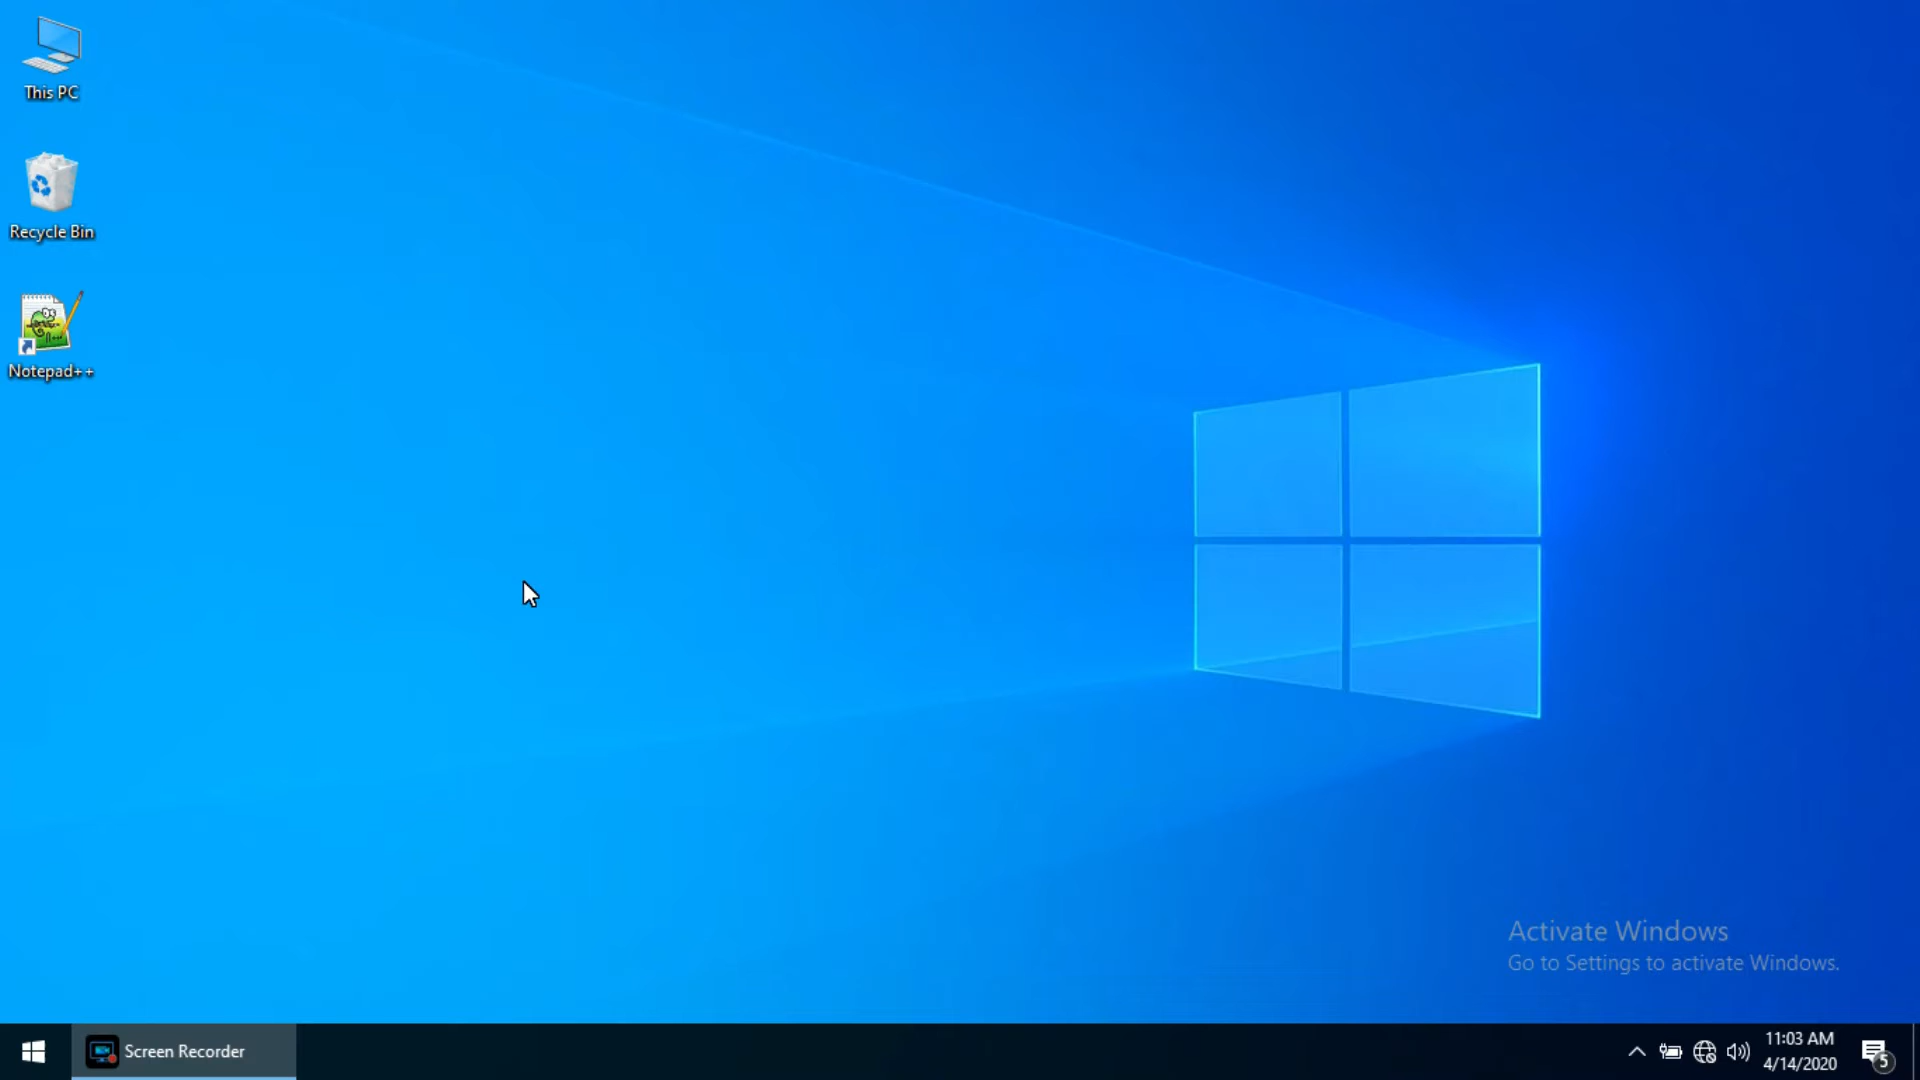 This PC
Recycle Bin
Notepad++
Activate Windows
Go to Settings to activate Windows.
Screen Recorder
11:03 AM
4/14/2020
5